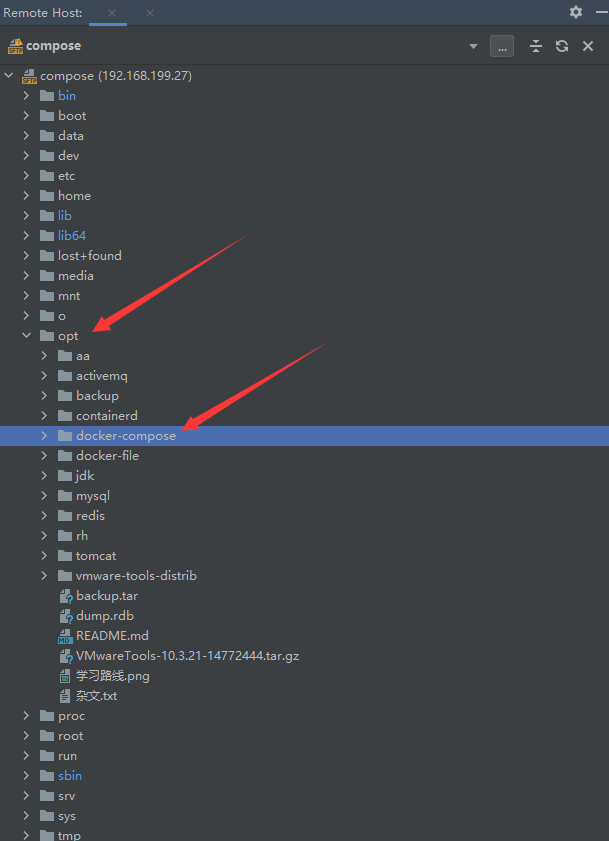 Remote Host:
compose
...
compose (192.168.199.27)
bin
boot
data
dev
etc
home
lib
lib64
lost+found
media
mnt
o
opt
aa
activemq
backup
containerd
docker-compose
docker-file
jdk
mysql
redis
rh
tomcat
vmware-tools-distrib
backup.tar
dump.rdb
README.md
VMwareTools-10.3.21-14772444.tar.gz
学习路线.png
杂文.txt
proc
root
run
sbin
srv
sys
tmp